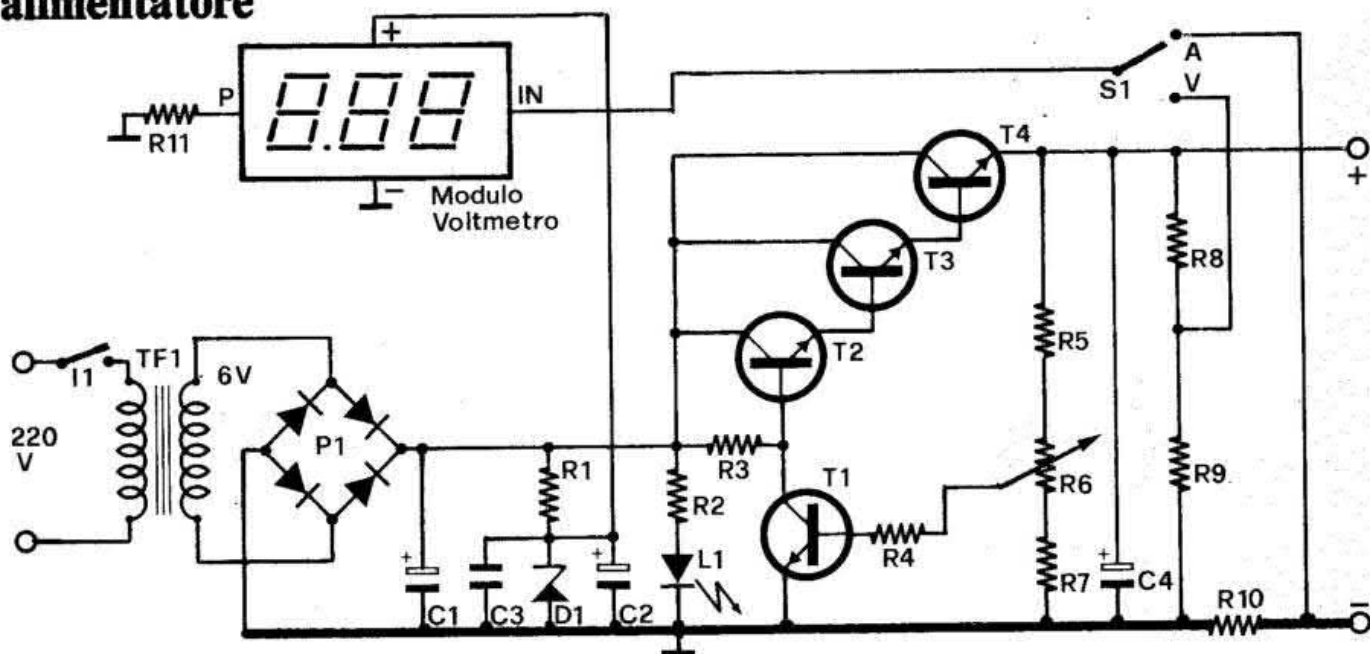 alimentatore
+
P
8.88
IN
R11
−
Modulo
Voltmetro
A
V
S1
T4
+
T3
R8
T2
R5
I1
TF1
6V
220
V
P1
R1
R3
R2
T1
R6
R9
R4
L1
+
C1
C3
D1
+
C2
R7
+
C4
R10
−